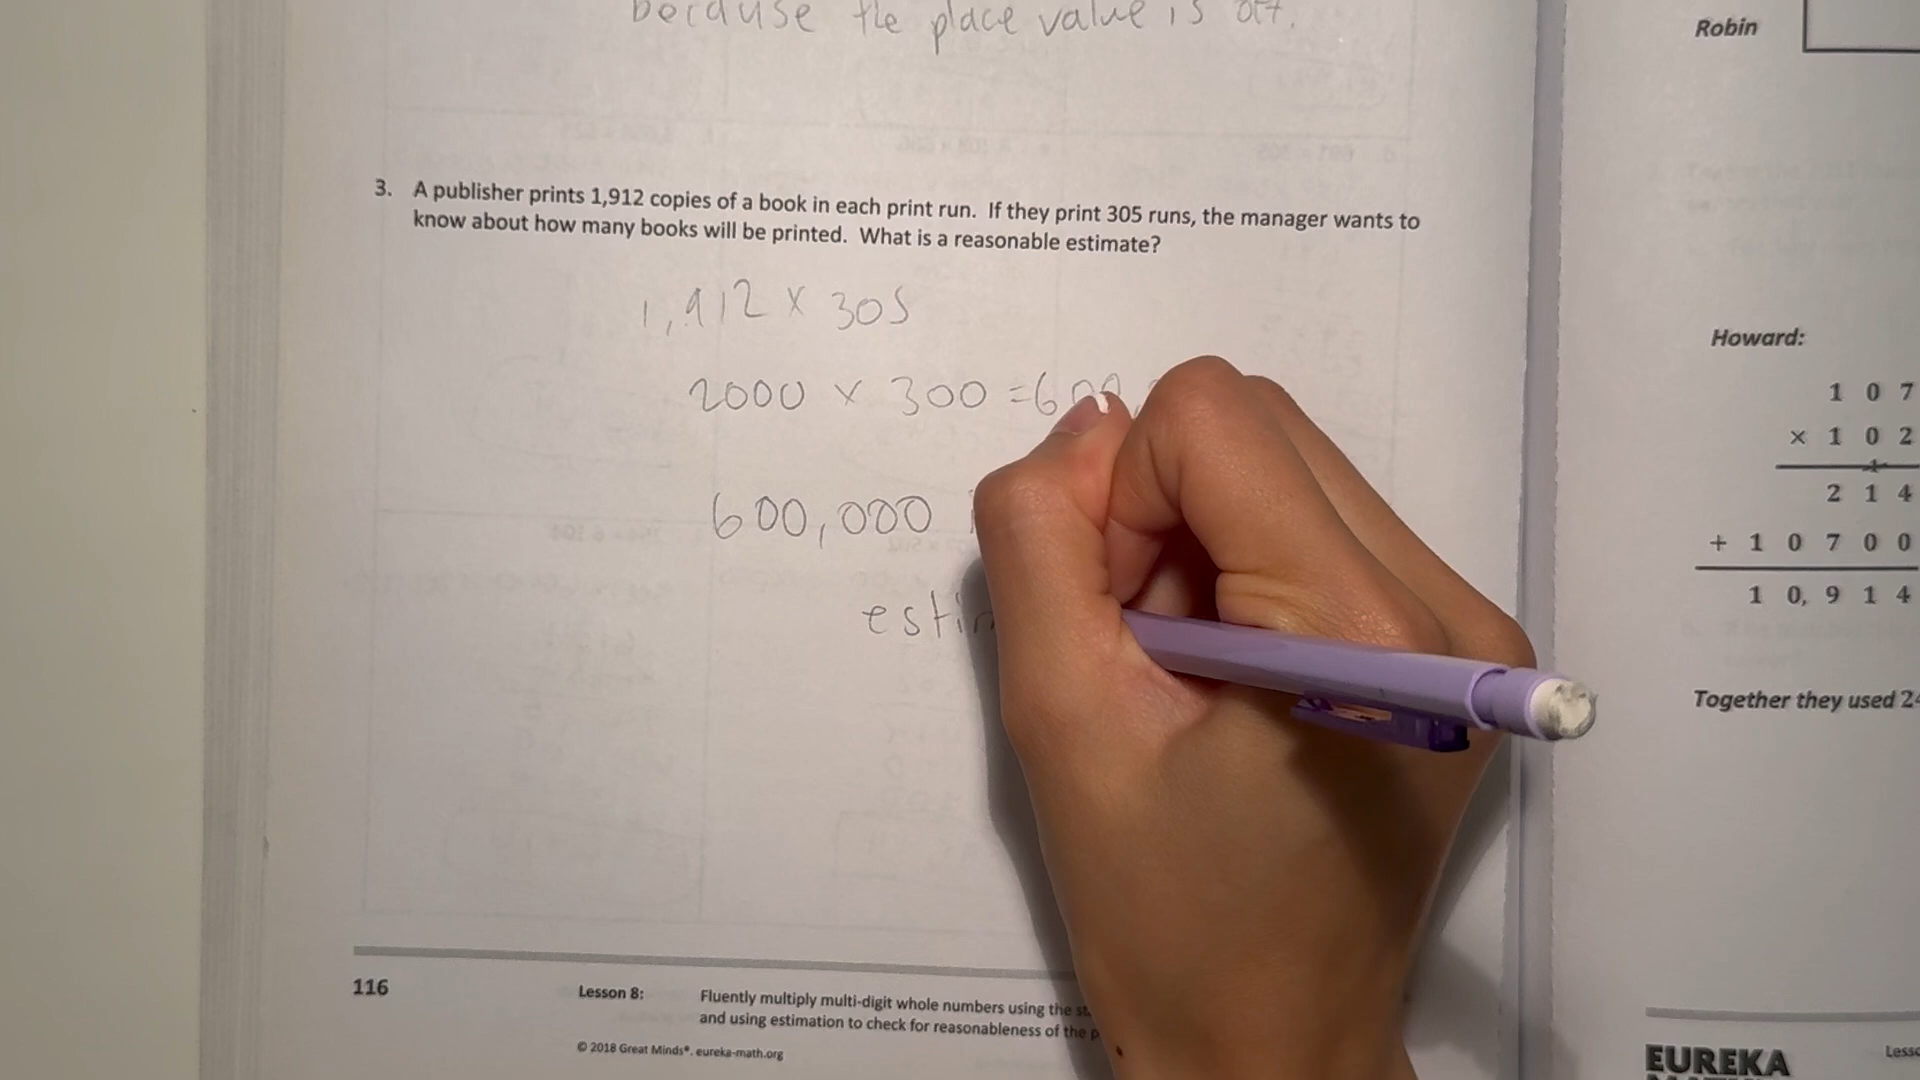 because the place value is off.
3. A publisher prints 1,912 copies of a book in each print run. If they print 305 runs, the manager wants to
know about how many books will be printed. What is a reasonable estimate?
1,912 x 305
2000 x 300 = 600,
600,000
116
Lesson 8: Fluently multiply multi-digit whole numbers using the
and using estimation to check for reasonableness of the
© 2018 Great Minds®. eureka-math.org
Robin
Howard:
1 0 7
× 1 0 2
1
2 1 4
+ 1 0 7 0 0
1 0, 9 1 4
Together they used
EUREKA